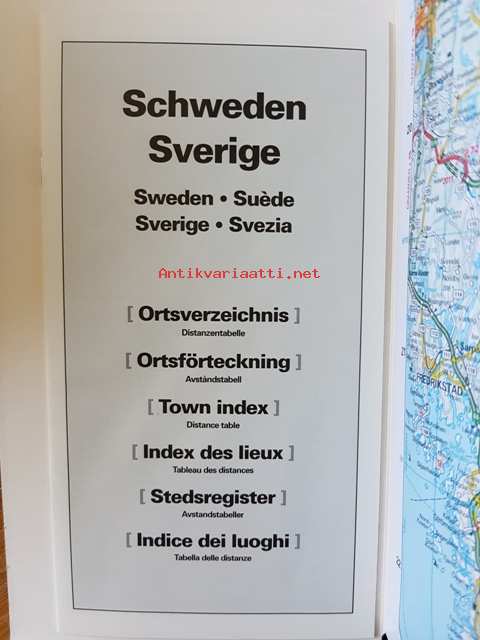 Schweden
Sverige
Sweden • Suède
Sverige • Svezia
Antikvariaatti.net
[ Ortsverzeichnis ]
Distanzentabelle
[ Ortsförteckning ]
Avståndstabell
[ Town index ]
Distance table
[ Index des lieux ]
Tableau des distances
[ Stedsregister ]
Avstandstabeller
[ Indice dei luoghi ]
Tabella delle distanze
FREDRIKSTAD